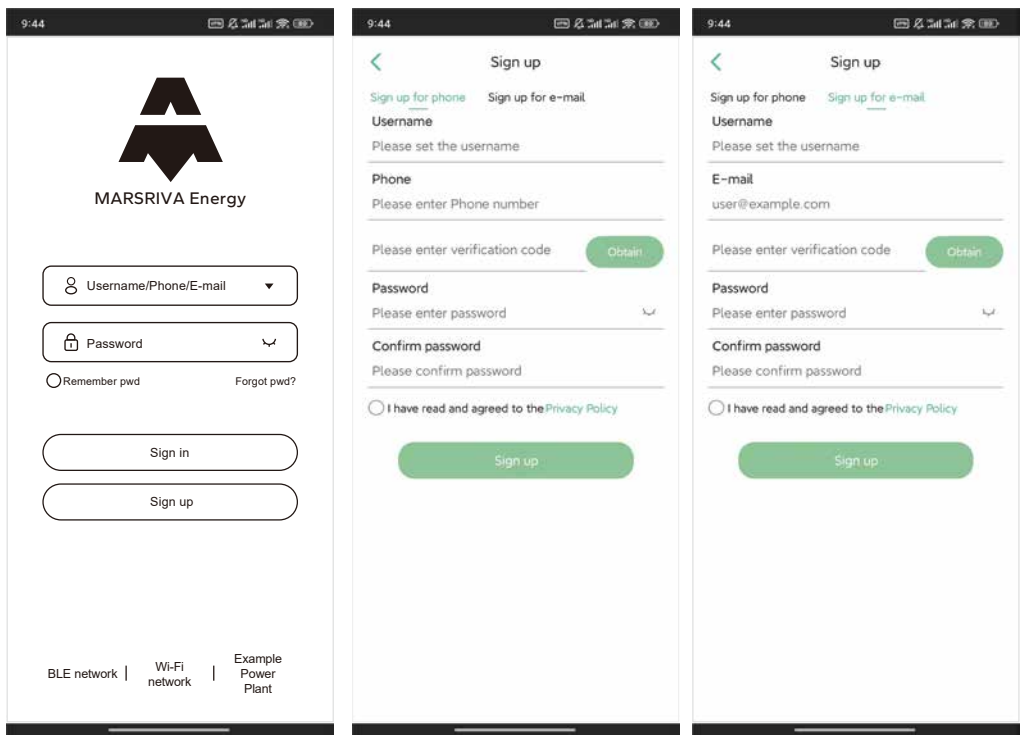 9:44
MARSRIVA Energy
Username/Phone/E-mail
Password
Remember pwd Forgot pwd?
Sign in
Sign up
BLE network | Wi-Fi network | Example Power Plant
9:44
Sign up
Sign up for phone Sign up for e-mail
Username
Please set the username
Phone
Please enter Phone number
Please enter verification code Obtain
Password
Please enter password
Confirm password
Please confirm password
I have read and agreed to the Privacy Policy
Sign up
9:44
Sign up
Sign up for phone Sign up for e-mail
Username
Please set the username
E-mail
user@example.com
Please enter verification code Obtain
Password
Please enter password
Confirm password
Please confirm password
I have read and agreed to the Privacy Policy
Sign up